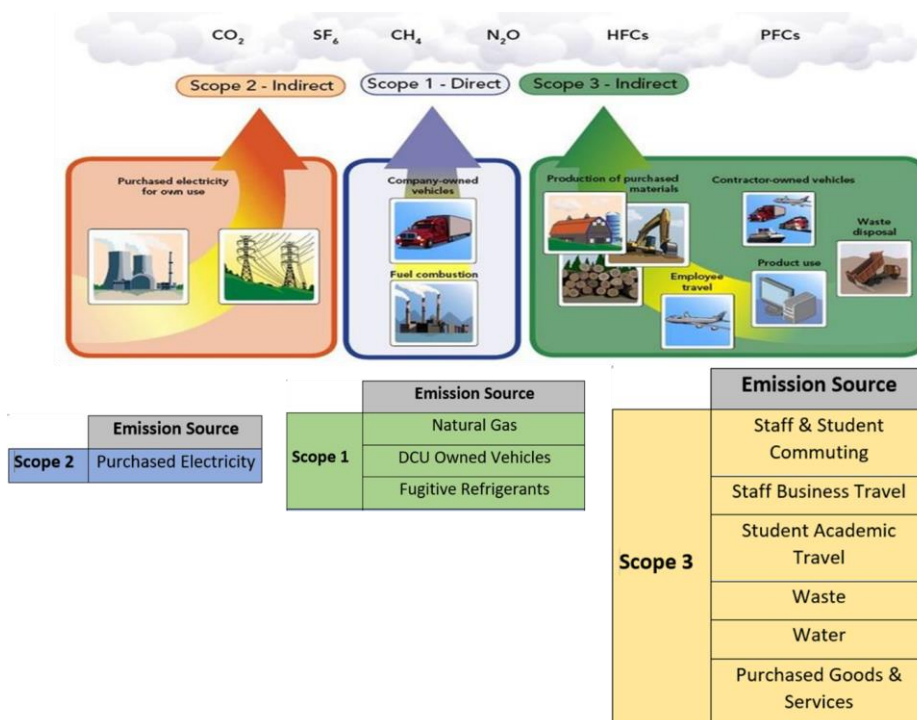 CO2 SF6 CH4 N2O HFCs PFCs
Scope 2 - Indirect
Scope 1 - Direct
Scope 3 - Indirect
Purchased electricity
for own use
Company-owned
vehicles
Fuel combustion
Production of purchased
materials
Contractor-owned vehicles
Waste
disposal
Product use
Employee
travel
Emission Source
Scope 2 Purchased Electricity
Emission Source
Scope 1
Natural Gas
DCU Owned Vehicles
Fugitive Refrigerants
Emission Source
Scope 3
Staff & Student
Commuting
Staff Business Travel
Student Academic
Travel
Waste
Water
Purchased Goods &
Services